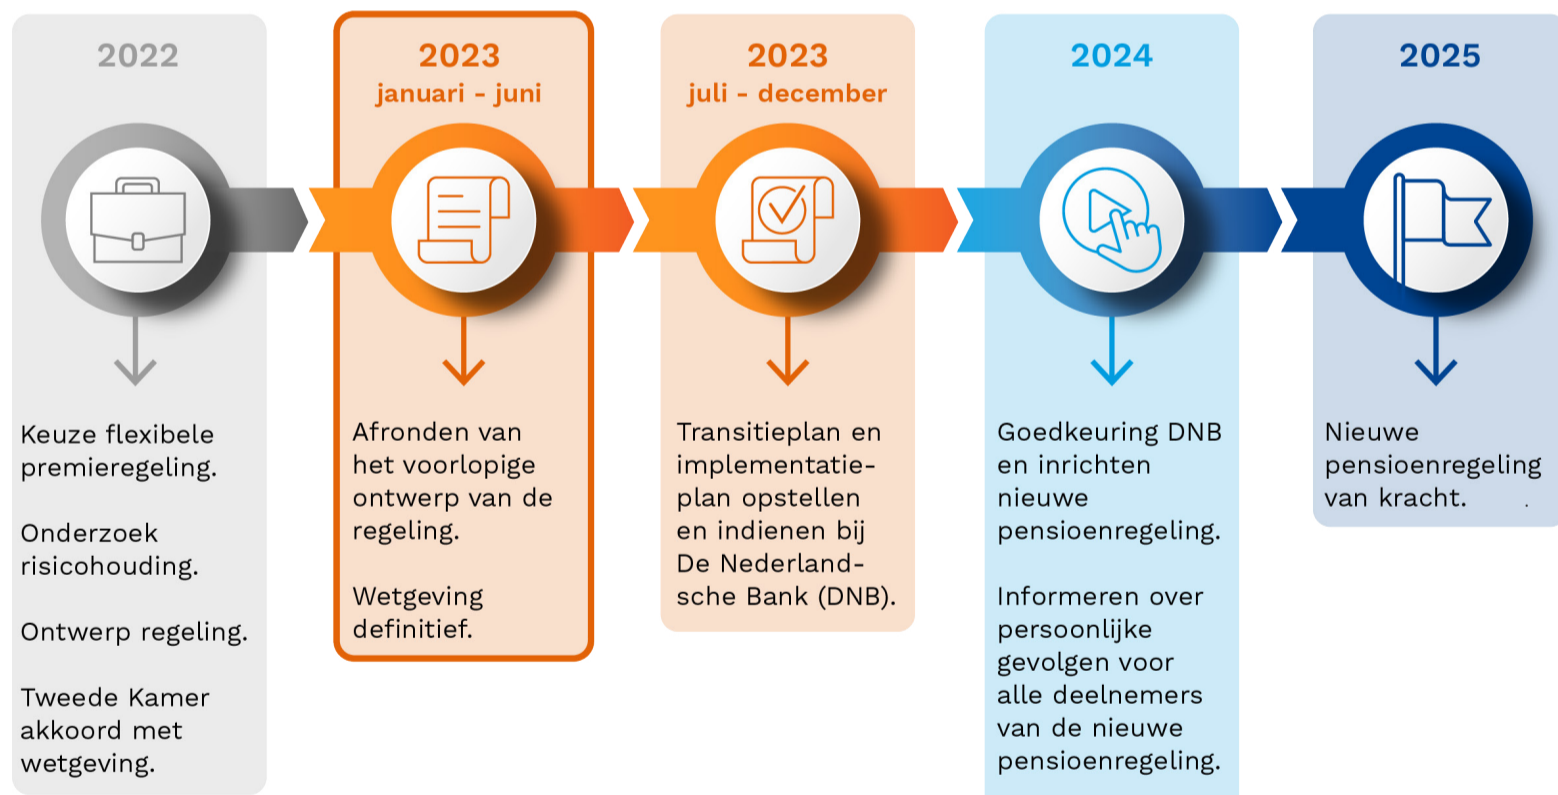 2022
Keuze flexibele
premieregeling.
Onderzoek
risicohouding.
Ontwerp regeling.
Tweede Kamer
akkoord met
wetgeving.
2023
januari - juni
Afronden van
het voorlopige
ontwerp van de
regeling.
Wetgeving
definitief.
2023
juli - december
Transitieplan en
implementatie-
plan opstellen
en indienen bij
De Nederland-
sche Bank (DNB).
2024
Goedkeuring DNB
en inrichten
nieuwe
pensioenregeling.
Informeren over
persoonlijke
gevolgen voor
alle deelnemers
van de nieuwe
pensioenregeling.
2025
Nieuwe
pensioenregeling
van kracht. .